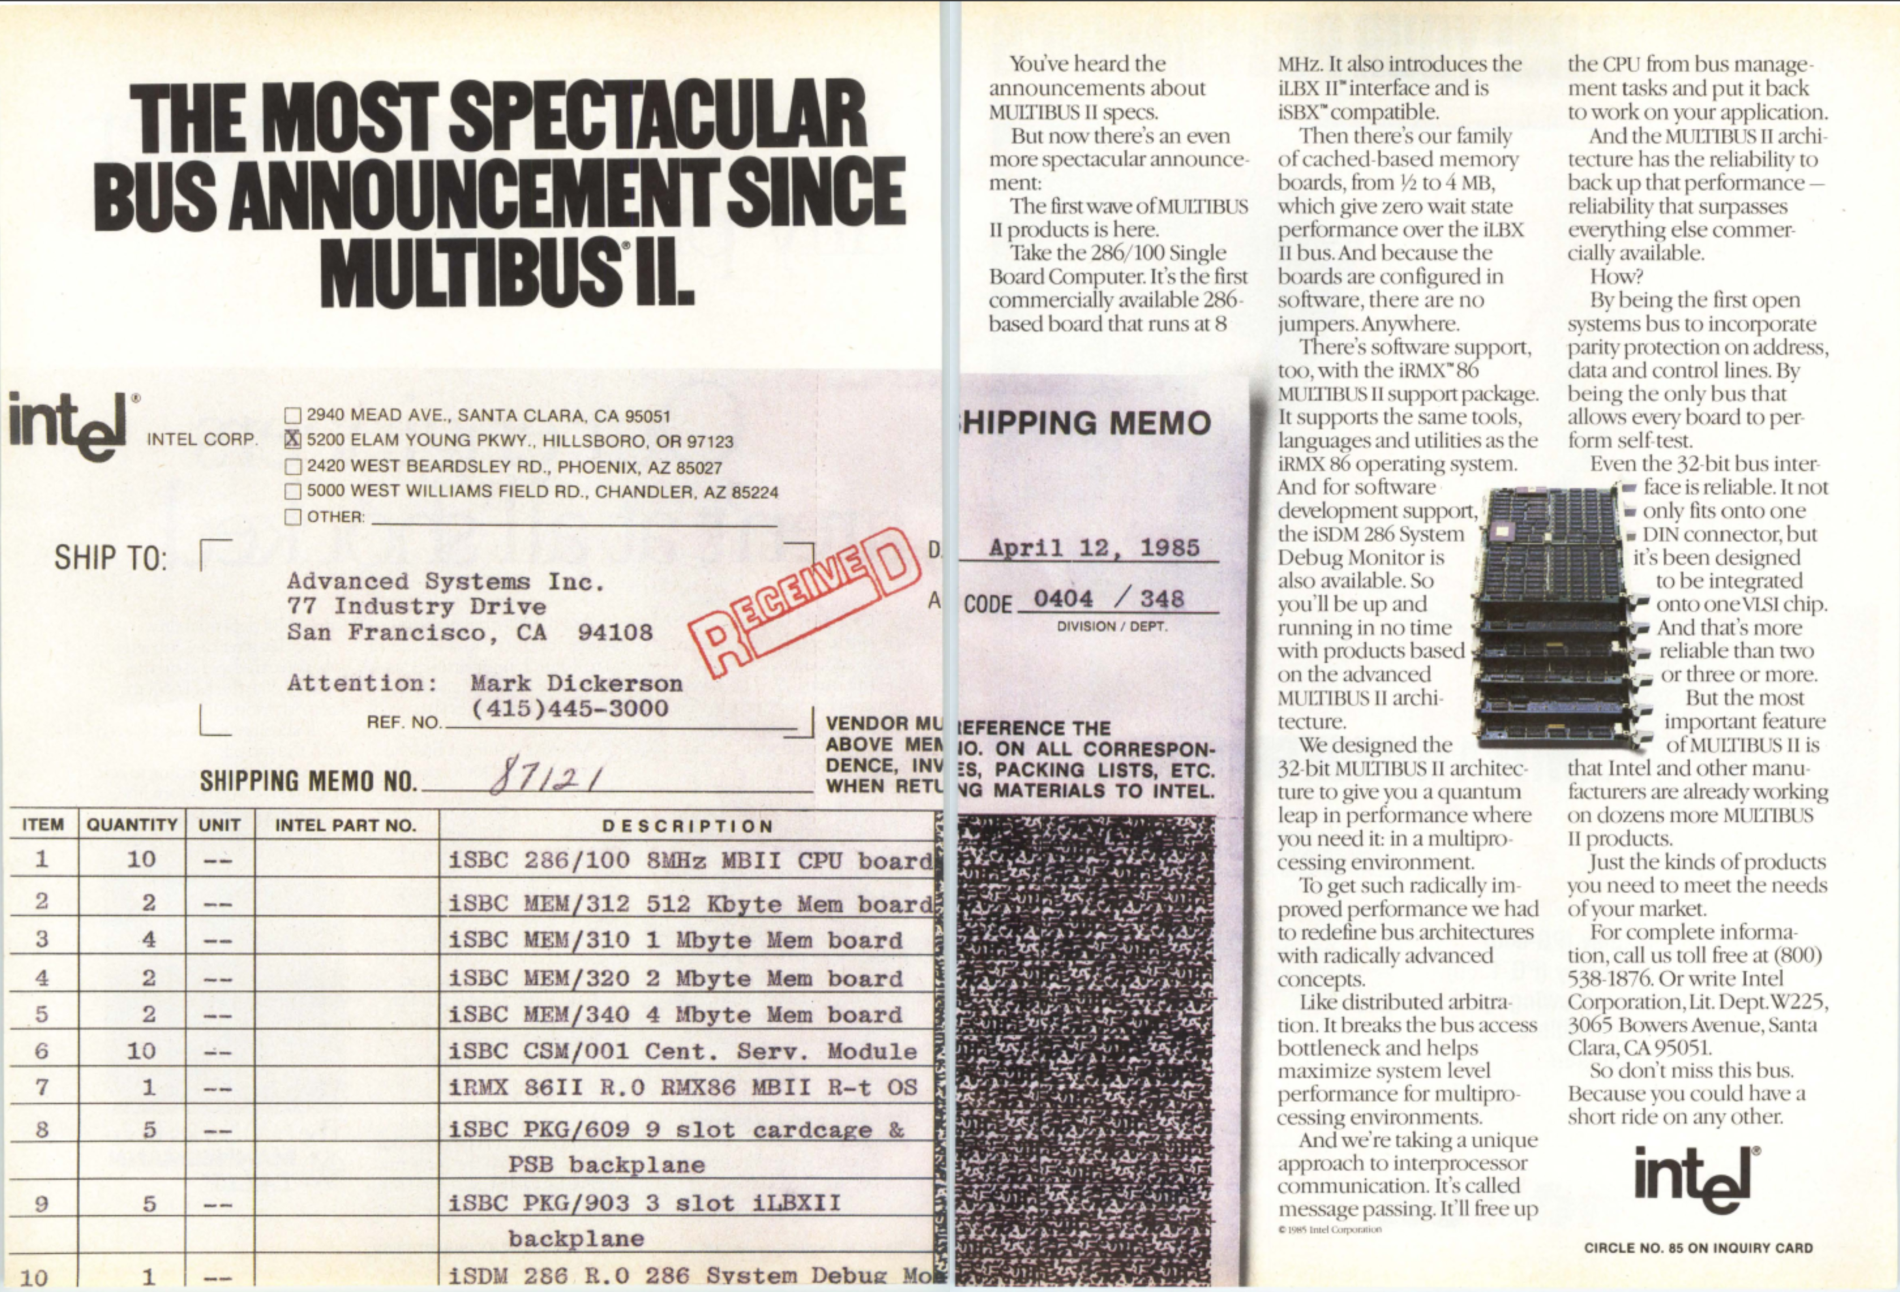 THE MOST SPECTACULAR
BUS ANNOUNCEMENT SINCE
MULTIBUS® II.
intel®
INTEL CORP.
2940 MEAD AVE., SANTA CLARA, CA 95051
X 5200 ELAM YOUNG PKWY., HILLSBORO, OR 97123
2420 WEST BEARDSLEY RD., PHOENIX, AZ 85027
5000 WEST WILLIAMS FIELD RD., CHANDLER, AZ 85224
OTHER:
HIPPING MEMO
SHIP TO:
Advanced Systems Inc.
77 Industry Drive
San Francisco, CA 94108
Attention: Mark Dickerson
(415)445-3000
REF. NO.
RECEIVED
D
April 12, 1985
A
CODE 0404 / 348
DIVISION / DEPT.
VENDOR MU REFERENCE THE
ABOVE MEM NO. ON ALL CORRESPON-
DENCE, INV ES, PACKING LISTS, ETC.
WHEN RETU NG MATERIALS TO INTEL.
SHIPPING MEMO NO. 87121
ITEM QUANTITY UNIT INTEL PART NO. DESCRIPTION
1 10 -- iSBC 286/100 8MHz MBII CPU board
2 2 -- iSBC MEM/312 512 Kbyte Mem board
3 4 -- iSBC MEM/310 1 Mbyte Mem board
4 2 -- iSBC MEM/320 2 Mbyte Mem board
5 2 -- iSBC MEM/340 4 Mbyte Mem board
6 10 -- iSBC CSM/001 Cent. Serv. Module
7 1 -- iRMX 86II R.0 RMX86 MBII R-t OS
8 5 -- iSBC PKG/609 9 slot cardcage &
PSB backplane
9 5 -- iSBC PKG/903 3 slot iLBXII
backplane
10 1 -- iSDM 286 R.0 286 System Debug Mo
You've heard the
announcements about
MULTIBUS II specs.
But now there's an even
more spectacular announce-
ment:
The first wave of MULTIBUS
II products is here.
Take the 286/100 Single
Board Computer. It's the first
commercially available 286-
based board that runs at 8
MHz. It also introduces the
iLBX II™ interface and is
iSBX™ compatible.
Then there's our family
of cached-based memory
boards, from ½ to 4 MB,
which give zero wait state
performance over the iLBX
II bus. And because the
boards are configured in
software, there are no
jumpers. Anywhere.
There's software support,
too, with the iRMX™ 86
MULTIBUS II support package.
It supports the same tools,
languages and utilities as the
iRMX 86 operating system.
And for software
development support,
the iSDM 286 System
Debug Monitor is
also available. So
you'll be up and
running in no time
with products based
on the advanced
MULTIBUS II archi-
tecture.
We designed the
32-bit MULTIBUS II architec-
ture to give you a quantum
leap in performance where
you need it: in a multipro-
cessing environment.
To get such radically im-
proved performance we had
to redefine bus architectures
with radically advanced
concepts.
Like distributed arbitra-
tion. It breaks the bus access
bottleneck and helps
maximize system level
performance for multipro-
cessing environments.
And we're taking a unique
approach to interprocessor
communication. It's called
message passing. It'll free up
© 1985 Intel Corporation
the CPU from bus manage-
ment tasks and put it back
to work on your application.
And the MULTIBUS II archi-
tecture has the reliability to
back up that performance —
reliability that surpasses
everything else commer-
cially available.
How?
By being the first open
systems bus to incorporate
parity protection on address,
data and control lines. By
being the only bus that
allows every board to per-
form self-test.
Even the 32-bit bus inter-
face is reliable. It not
only fits onto one
DIN connector, but
it's been designed
to be integrated
onto one VLSI chip.
And that's more
reliable than two
or three or more.
But the most
important feature
of MULTIBUS II is
that Intel and other manu-
facturers are already working
on dozens more MULTIBUS
II products.
Just the kinds of products
you need to meet the needs
of your market.
For complete informa-
tion, call us toll free at (800)
538-1876. Or write Intel
Corporation, Lit. Dept. W225,
3065 Bowers Avenue, Santa
Clara, CA 95051.
So don't miss this bus.
Because you could have a
short ride on any other.
intel®
CIRCLE NO. 85 ON INQUIRY CARD